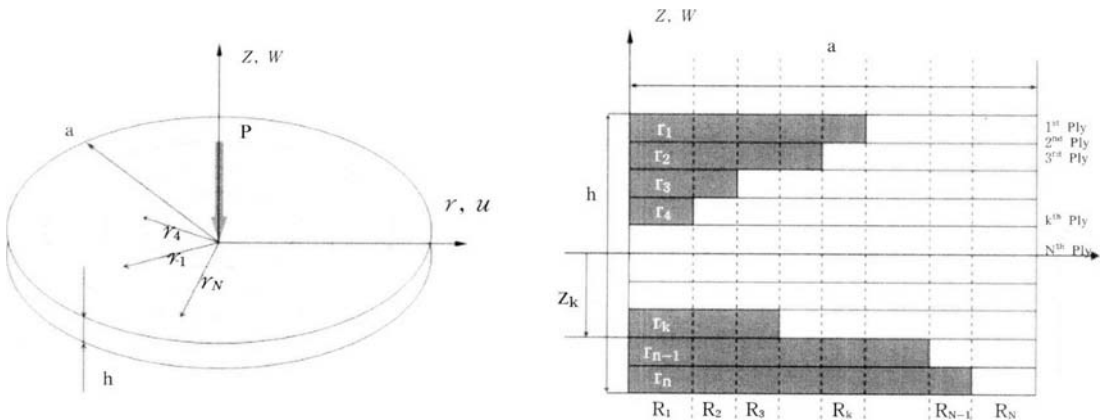 Z, W
P
a
r, u
r4
r1
rN
h
Z, W
a
r1
1st Ply
2nd Ply
r2
3rd Ply
h
r3
r4
kth Ply
Nth Ply
Zk
rk
rn-1
rn
R1 R2 R3 Rk RN-1 RN